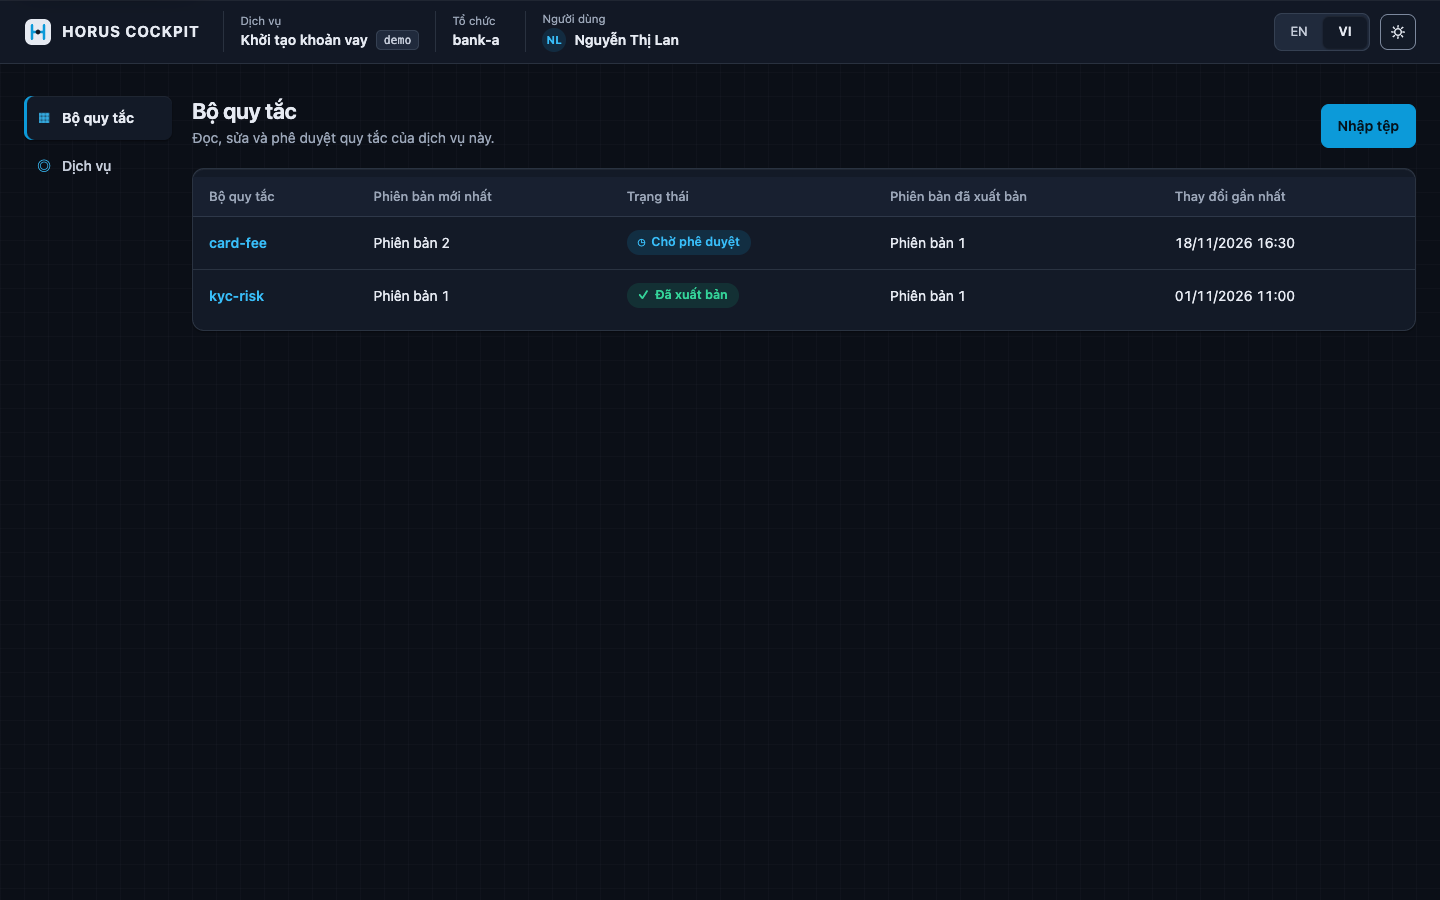 HORUS COCKPIT
Dịch vụ
Khởi tạo khoản vay demo
Tổ chức
bank-a
Người dùng
NL Nguyễn Thị Lan
EN VI
Bộ quy tắc
Dịch vụ
Bộ quy tắc
Đọc, sửa và phê duyệt quy tắc của dịch vụ này.
Nhập tệp
Bộ quy tắc Phiên bản mới nhất Trạng thái Phiên bản đã xuất bản Thay đổi gần nhất
card-fee Phiên bản 2 Chờ phê duyệt Phiên bản 1 18/11/2026 16:30
kyc-risk Phiên bản 1 Đã xuất bản Phiên bản 1 01/11/2026 11:00